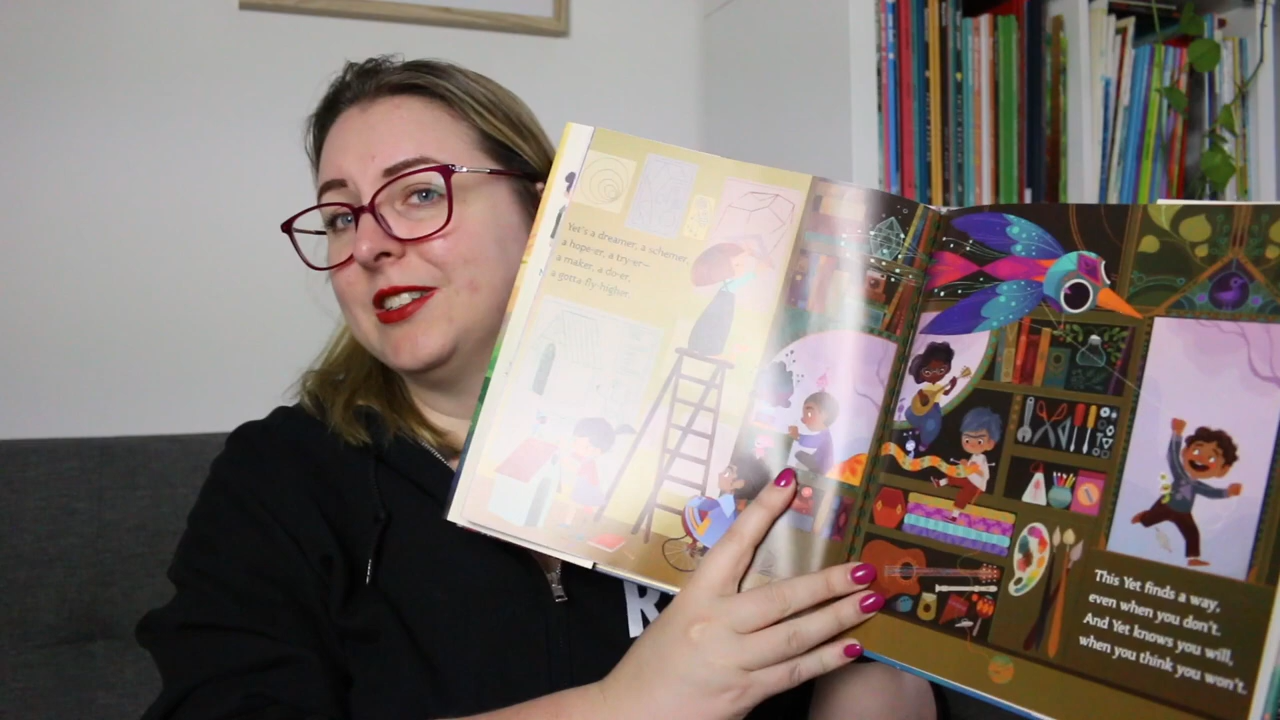 Yet's a dreamer, a schemer,
a hope-er, a try-er—
a maker, a do-er,
a gotta fly-higher.
This Yet finds a way,
even when you don't.
And Yet knows you will,
when you think you won't.
R